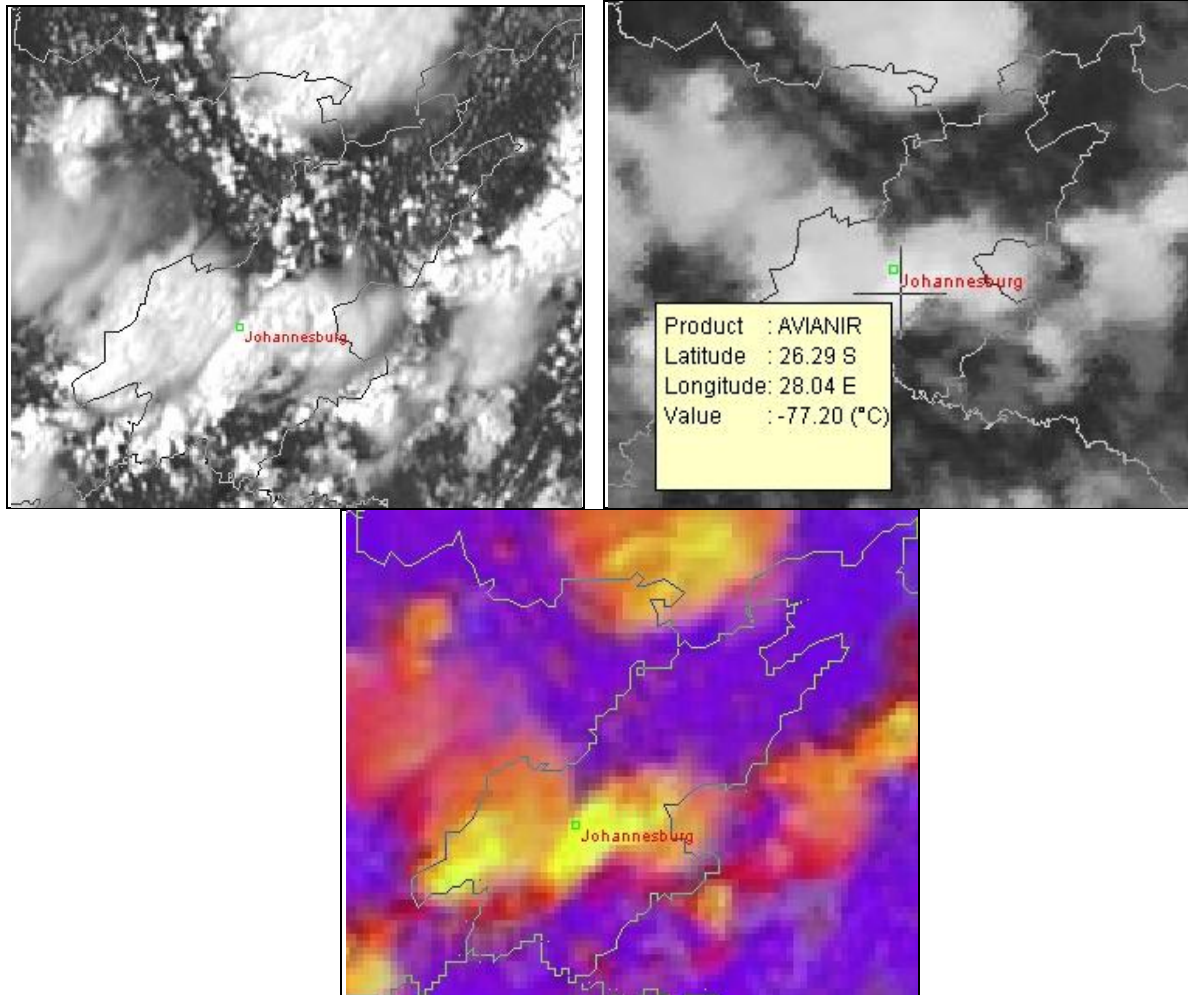 Johannesburg
Johannesburg
Product : AVIANIR
Latitude : 26.29 S
Longitude: 28.04 E
Value : -77.20 (°C)
Johannesburg